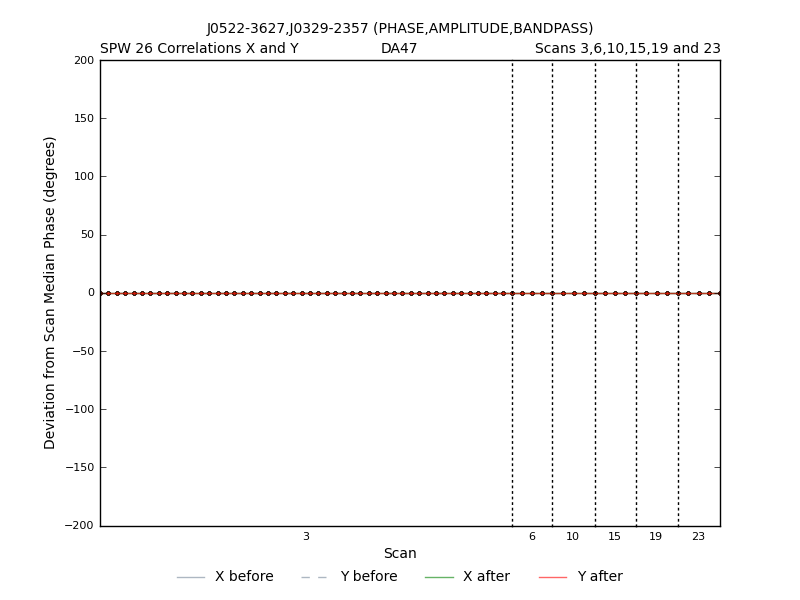 J0522-3627,J0329-2357 (PHASE,AMPLITUDE,BANDPASS)
SPW 26 Correlations X and Y DA47 Scans 3,6,10,15,19 and 23
200
150
100
50
0
−50
−100
−150
−200
Deviation from Scan Median Phase (degrees)
3 6 10 15 19 23
Scan
X before Y before X after Y after